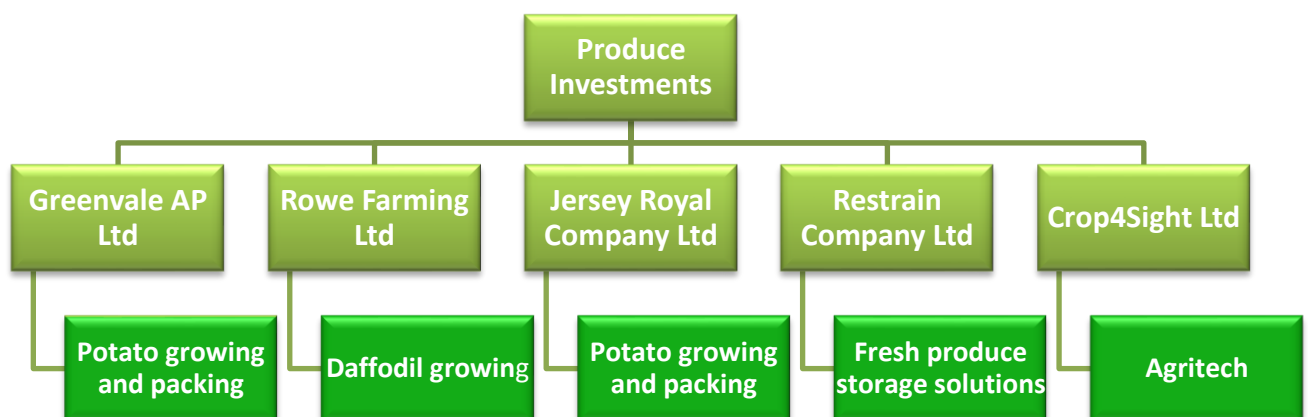 Produce
Investments
Greenvale AP
Ltd
Rowe Farming
Ltd
Jersey Royal
Company Ltd
Restrain
Company Ltd
Crop4Sight Ltd
Potato growing
and packing
Daffodil growing
Potato growing
and packing
Fresh produce
storage solutions
Agritech